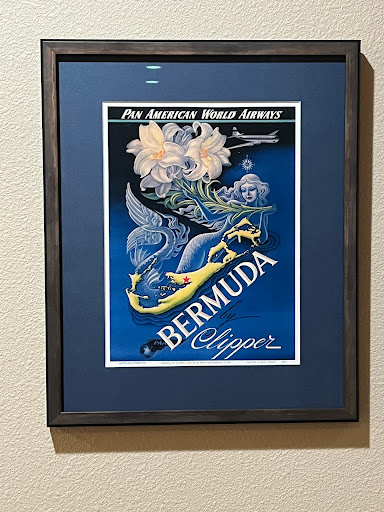 PAN AMERICAN WORLD AIRWAYS
BERMUDA
by
Clipper